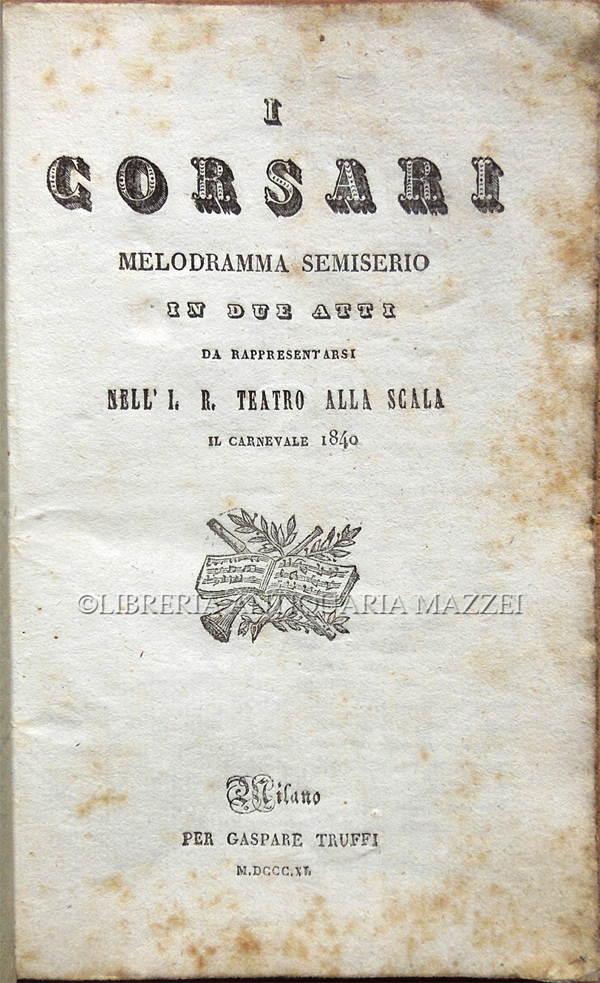 I
CORSARI
MELODRAMMA SEMISERIO
IN DUE ATTI
DA RAPPRESENTARSI
NELL' I. R. TEATRO ALLA SCALA
IL CARNEVALE 1840
©LIBRERIA ANTIQUARIA MAZZEI
Milano
PER GASPARE TRUFFI
M.DCCC.XL